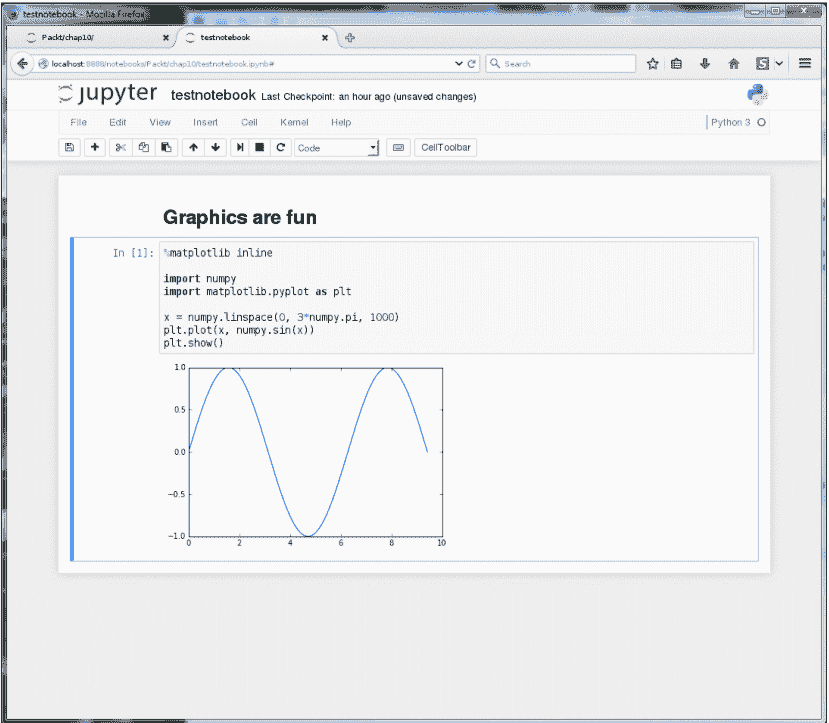 testnotebook - Mozilla Firefox
Packt/chap10/
testnotebook
localhost:8888/notebooks/Packt/chap10/testnotebook.ipynb#
Search
jupyter testnotebook Last Checkpoint: an hour ago (unsaved changes)
File Edit View Insert Cell Kernel Help
Python 3
Code
CellToolbar
Graphics are fun
In [1]: %matplotlib inline
import numpy
import matplotlib.pyplot as plt
x = numpy.linspace(0, 3*numpy.pi, 1000)
plt.plot(x, numpy.sin(x))
plt.show()
1.0
0.5
0.0
−0.5
−1.0
0 2 4 6 8 10